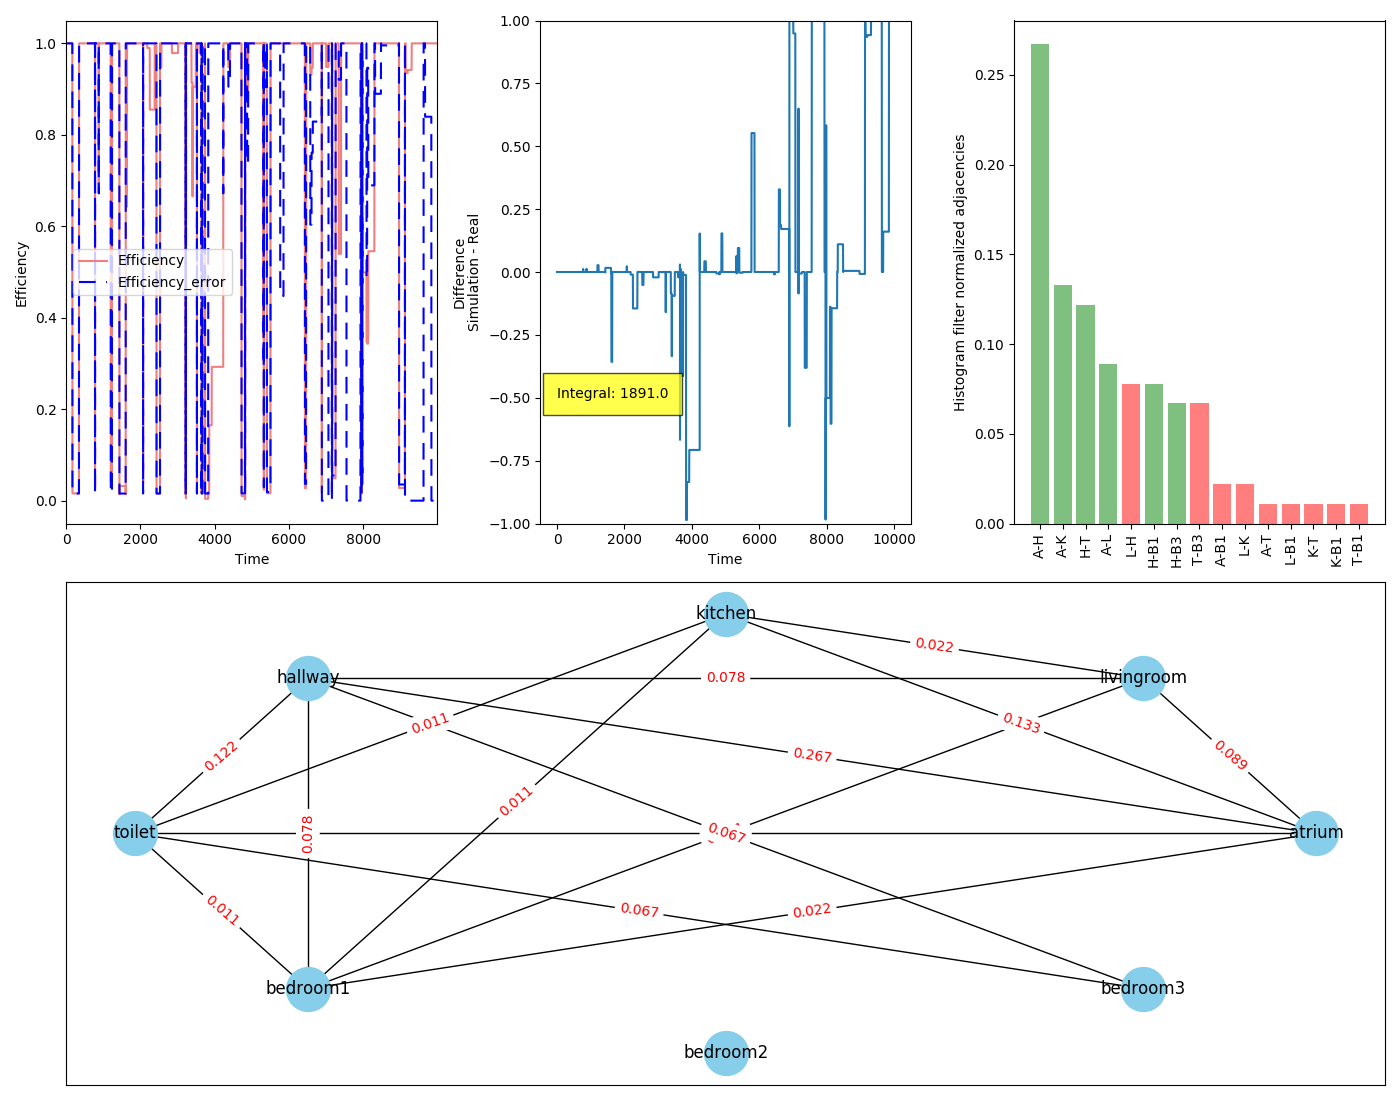 Efficiency
1.0
0.8
0.6
0.4
0.2
0.0
Efficiency
Efficiency_error
0
2000
4000
6000
8000
Time
Difference
Simulation - Real
1.00
0.75
0.50
0.25
0.00
−0.25
−0.50
−0.75
−1.00
Integral: 1891.0
0
2000
4000
6000
8000
10000
Time
Histogram filter normalized adjacencies
0.25
0.20
0.15
0.10
0.05
0.00
A-H
A-K
H-T
A-L
L-H
H-B1
H-B3
T-B3
A-B1
L-K
A-T
L-B1
K-T
K-B1
T-B1
kitchen
0.022
hallway
0.078
livingroom
0.011
0.133
0.122
0.267
0.089
0.011
toilet
0.078
0.067
atrium
0.011
0.067
0.022
bedroom1
bedroom3
bedroom2